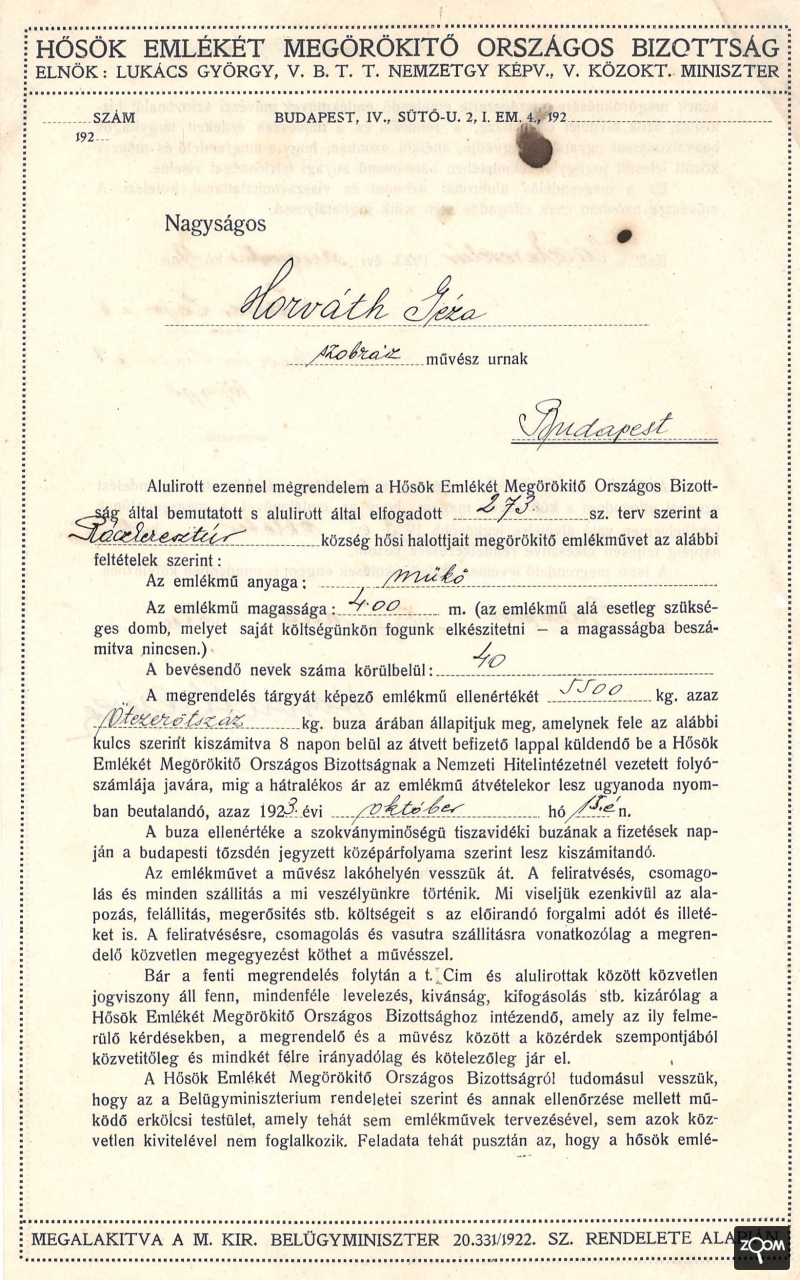 HŐSÖK EMLÉKÉT MEGÖRÖKITŐ ORSZÁGOS BIZOTTSÁG
ELNÖK: LUKÁCS GYÖRGY, V. B. T. T. NEMZETGY KÉPV., V. KÖZOKT. MINISZTER
SZÁM
BUDAPEST, IV., SÜTŐ-U. 2, I. EM. 4., 192
192
Nagyságos
Horváth Géza
szobrász művész urnak
Budapest
Alulirott ezennel megrendelem a Hősök Emlékét Megörökitő Országos Bizott-
ság által bemutatott s alulirott által elfogadott 273. sz. terv szerint a
Ráczkeresztúr község hősi halottjait megörökitő emlékművet az alábbi
feltételek szerint:
Az emlékmű anyaga: műkő
Az emlékmű magassága: 4.00 m. (az emlékmű alá esetleg szüksé-
ges domb, melyet saját költségünkön fogunk elkészitetni — a magasságba beszá-
mitva nincsen.)
A bevésendő nevek száma körülbelül: 40
A megrendelés tárgyát képező emlékmű ellenértékét 5500 kg. azaz
Ötezerötszáz kg. buza árában állapitjuk meg, amelynek fele az alábbi
kulcs szerint kiszámitva 8 napon belül az átvett befizető lappal küldendő be a Hősök
Emlékét Megörökitő Országos Bizottságnak a Nemzeti Hitelintézetnél vezetett folyó-
számlája javára, mig a hátralékos ár az emlékmű átvételekor lesz ugyanoda nyom-
ban beutalandó, azaz 1923. évi október hó 15.én.
A buza ellenértéke a szokványminőségü tiszavidéki buzának a fizetések nap-
ján a budapesti tőzsdén jegyzett középárfolyama szerint lesz kiszámitandó.
Az emlékművet a művész lakóhelyén vesszük át. A feliratvésés, csomago-
lás és minden szállitás a mi veszélyünkre történik. Mi viseljük ezenkivül az ala-
pozás, felállitás, megerősités stb. költségeit s az előirandó forgalmi adót és illeté-
ket is. A feliratvésésre, csomagolás és vasutra szállitásra vonatkozólag a megren-
delő közvetlen megegyezést köthet a művésszel.
Bár a fenti megrendelés folytán a t. Cim és alulirottak között közvetlen
jogviszony áll fenn, mindenféle levelezés, kivánság, kifogásolás stb. kizárólag a
Hősök Emlékét Megörökitő Országos Bizottsághoz intézendő, amely az ily felme-
rülő kérdésekben, a megrendelő és a müvész között a közérdek szempontjából
közvetitőleg és mindkét félre irányadólag és kötelezőleg jár el.
A Hősök Emlékét Megörökitő Országos Bizottságról tudomásul vesszük,
hogy az a Belügyminiszterium rendeletei szerint és annak ellenőrzése mellett mű-
ködő erkölcsi testület, amely tehát sem emlékművek tervezésével, sem azok köz-
vetlen kivitelével nem foglalkozik. Feladata tehát pusztán az, hogy a hősök emlé-
MEGALAKITVA A M. KIR. BELÜGYMINISZTER 20.331/1922. SZ. RENDELETE ALAPJÁN
ZOOM